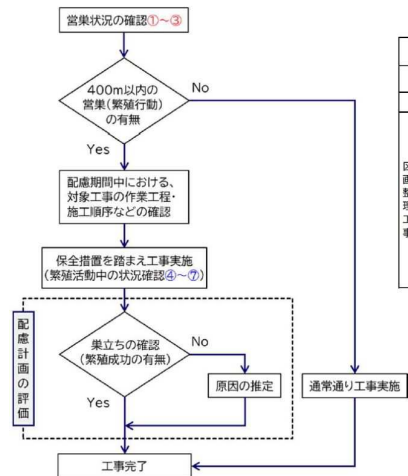 営巣状況の確認①～③
400m以内の
営巣(繁殖行動)
の有無
No
Yes
配慮期間中における、
対象工事の作業工程・
施工順序などの確認
保全措置を踏まえ工事実施
(繁殖活動中の状況確認④～⑦)
配慮計画の評価
巣立ちの確認
(繁殖成功の有無)
No
Yes
原因の推定
通常通り工事実施
工事完了
区画整理工事